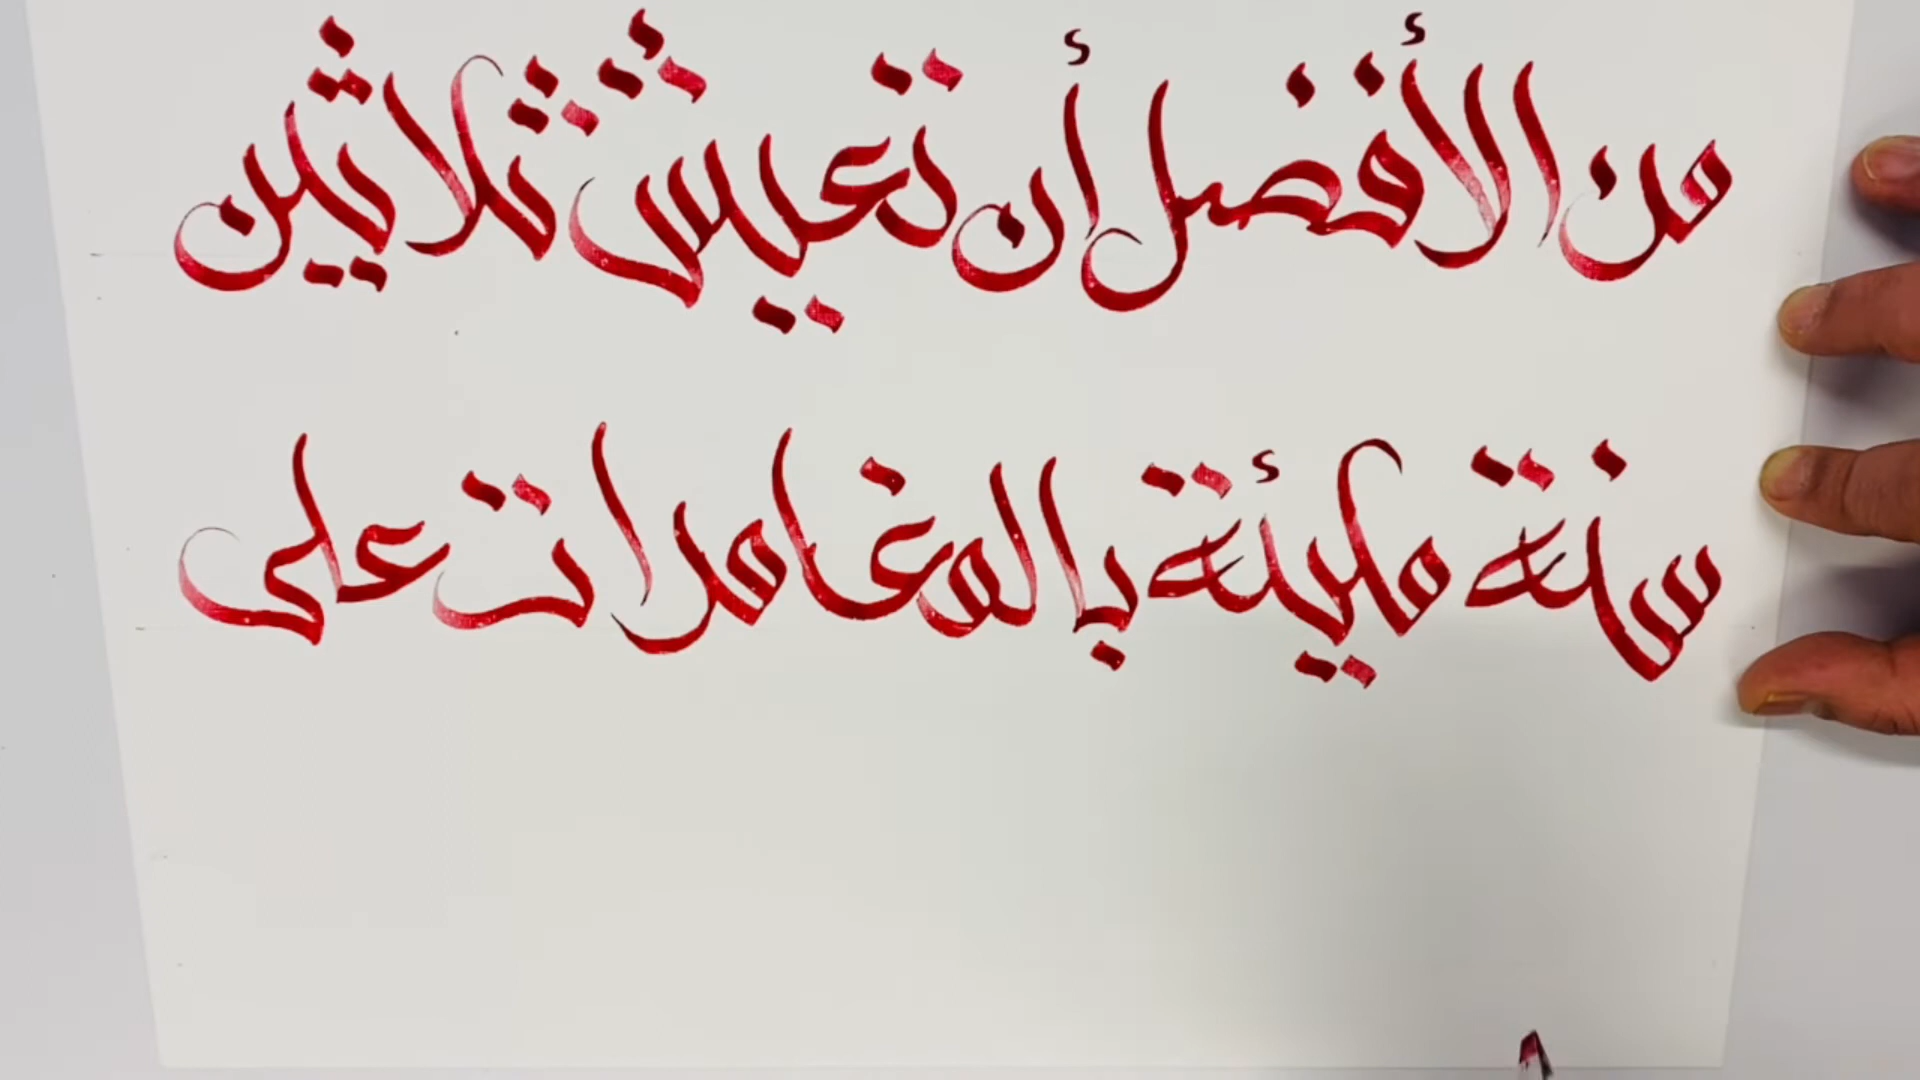 من الأفضل أن تعيش ثلاثين
سنة مليئة بالمغامرات على